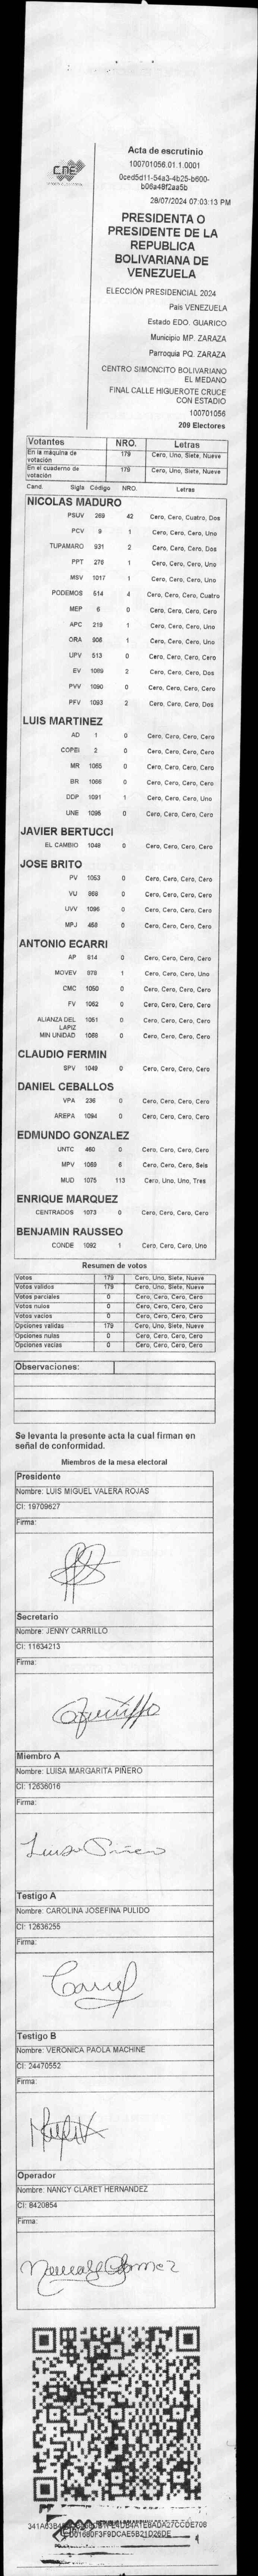 CNE
Acta de escrutinio
100701056.01.1.0001
0ced5d11-54a3-4b25-b600-
b06a48f2aa5b
28/07/2024 07:03:13 PM
PRESIDENTA O
PRESIDENTE DE LA
REPUBLICA
BOLIVARIANA DE
VENEZUELA
ELECCIÓN PRESIDENCIAL 2024
País VENEZUELA
Estado EDO. GUARICO
Municipio MP. ZARAZA
Parroquia PQ. ZARAZA
CENTRO SIMONCITO BOLIVARIANO
EL MEDANO
FINAL CALLE HIGUEROTE CRUCE
CON ESTADIO
100701056
209 Electores
Votantes NRO. Letras
En la máquina de votación 179 Cero, Uno, Siete, Nueve
En el cuaderno de votación 179 Cero, Uno, Siete, Nueve
Cand. Sigla Código NRO. Letras
NICOLAS MADURO
PSUV 269 42 Cero, Cero, Cuatro, Dos
PCV 9 1 Cero, Cero, Cero, Uno
TUPAMARO 931 2 Cero, Cero, Cero, Dos
PPT 276 1 Cero, Cero, Cero, Uno
MSV 1017 1 Cero, Cero, Cero, Uno
PODEMOS 614 4 Cero, Cero, Cero, Cuatro
MEP 6 0 Cero, Cero, Cero, Cero
APC 219 1 Cero, Cero, Cero, Uno
ORA 906 1 Cero, Cero, Cero, Uno
UPV 513 0 Cero, Cero, Cero, Cero
EV 1089 2 Cero, Cero, Cero, Dos
PVV 1090 0 Cero, Cero, Cero, Cero
PFV 1093 2 Cero, Cero, Cero, Dos
LUIS MARTINEZ
AD 1 0 Cero, Cero, Cero, Cero
COPEI 2 0 Cero, Cero, Cero, Cero
MR 1065 0 Cero, Cero, Cero, Cero
BR 1066 0 Cero, Cero, Cero, Cero
DDP 1091 1 Cero, Cero, Cero, Uno
UNE 1095 0 Cero, Cero, Cero, Cero
JAVIER BERTUCCI
EL CAMBIO 1048 0 Cero, Cero, Cero, Cero
JOSE BRITO
PV 1053 0 Cero, Cero, Cero, Cero
VU 868 0 Cero, Cero, Cero, Cero
UVV 1096 0 Cero, Cero, Cero, Cero
MPJ 458 0 Cero, Cero, Cero, Cero
ANTONIO ECARRI
AP 914 0 Cero, Cero, Cero, Cero
MOVEV 878 1 Cero, Cero, Cero, Uno
CMC 1050 0 Cero, Cero, Cero, Cero
FV 1062 0 Cero, Cero, Cero, Cero
ALIANZA DEL LAPIZ 1051 0 Cero, Cero, Cero, Cero
MIN UNIDAD 1068 0 Cero, Cero, Cero, Cero
CLAUDIO FERMIN
SPV 1049 0 Cero, Cero, Cero, Cero
DANIEL CEBALLOS
VPA 236 0 Cero, Cero, Cero, Cero
AREPA 1094 0 Cero, Cero, Cero, Cero
EDMUNDO GONZALEZ
UNTC 460 0 Cero, Cero, Cero, Cero
MPV 1069 6 Cero, Cero, Cero, Seis
MUD 1075 113 Cero, Uno, Uno, Tres
ENRIQUE MARQUEZ
CENTRADOS 1073 0 Cero, Cero, Cero, Cero
BENJAMIN RAUSSEO
CONDE 1092 1 Cero, Cero, Cero, Uno
Resumen de votos
Votos 179 Cero, Uno, Siete, Nueve
Votos validos 179 Cero, Uno, Siete, Nueve
Votos parciales 0 Cero, Cero, Cero, Cero
Votos nulos 0 Cero, Cero, Cero, Cero
Votos vacios 0 Cero, Cero, Cero, Cero
Opciones validas 179 Cero, Uno, Siete, Nueve
Opciones nulas 0 Cero, Cero, Cero, Cero
Opciones vacias 0 Cero, Cero, Cero, Cero
Observaciones:
Se levanta la presente acta la cual firman en
señal de conformidad.
Miembros de la mesa electoral
Presidente
Nombre: LUIS MIGUEL VALERA ROJAS
CI: 19709627
Firma:
Secretario
Nombre: JENNY CARRILLO
CI: 11634213
Firma:
Miembro A
Nombre: LUISA MARGARITA PIÑERO
CI: 12636016
Firma:
Luisa Piñero
Testigo A
Nombre: CAROLINA JOSEFINA PULIDO
CI: 12636255
Firma:
Testigo B
Nombre: VERONICA PAOLA MACHINE
CI: 24470552
Firma:
Operador
Nombre: NANCY CLARET HERNANDEZ
CI: 8420854
Firma: